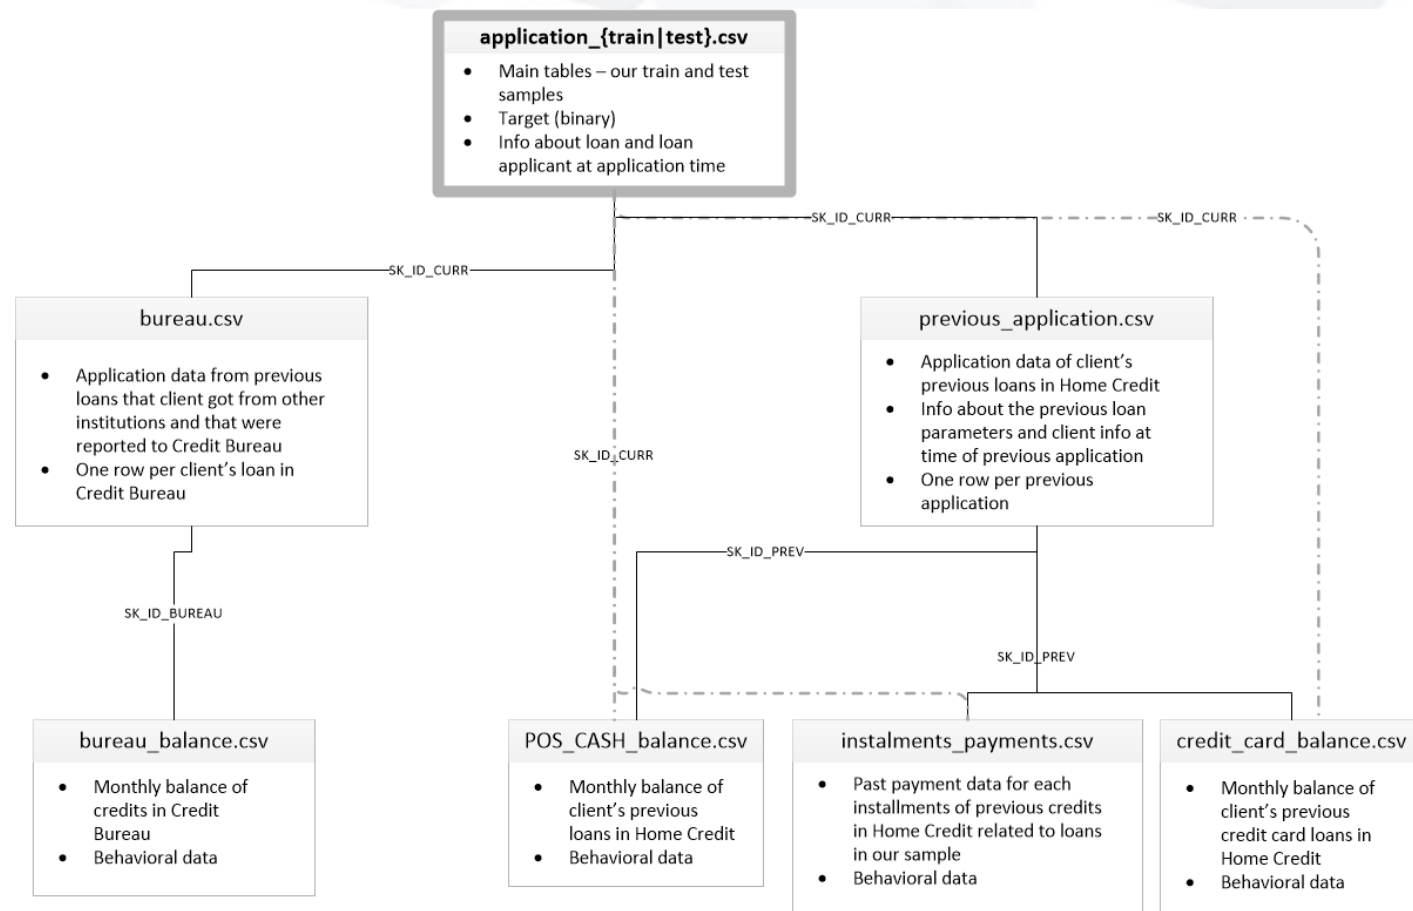 application_{train|test}.csv
• Main tables – our train and test
samples
• Target (binary)
• Info about loan and loan
applicant at application time
SK_ID_CURR
SK_ID_CURR
SK_ID_CURR
bureau.csv
• Application data from previous
loans that client got from other
institutions and that were
reported to Credit Bureau
• One row per client's loan in
Credit Bureau
previous_application.csv
• Application data of client's
previous loans in Home Credit
• Info about the previous loan
parameters and client info at
time of previous application
• One row per previous
application
SK_ID_CURR
SK_ID_PREV
SK_ID_BUREAU
SK_ID_PREV
bureau_balance.csv
• Monthly balance of
credits in Credit
Bureau
• Behavioral data
POS_CASH_balance.csv
• Monthly balance of
client's previous
loans in Home Credit
• Behavioral data
instalments_payments.csv
• Past payment data for each
installments of previous credits
in Home Credit related to loans
in our sample
• Behavioral data
credit_card_balance.csv
• Monthly balance of
client's previous
credit card loans in
Home Credit
• Behavioral data